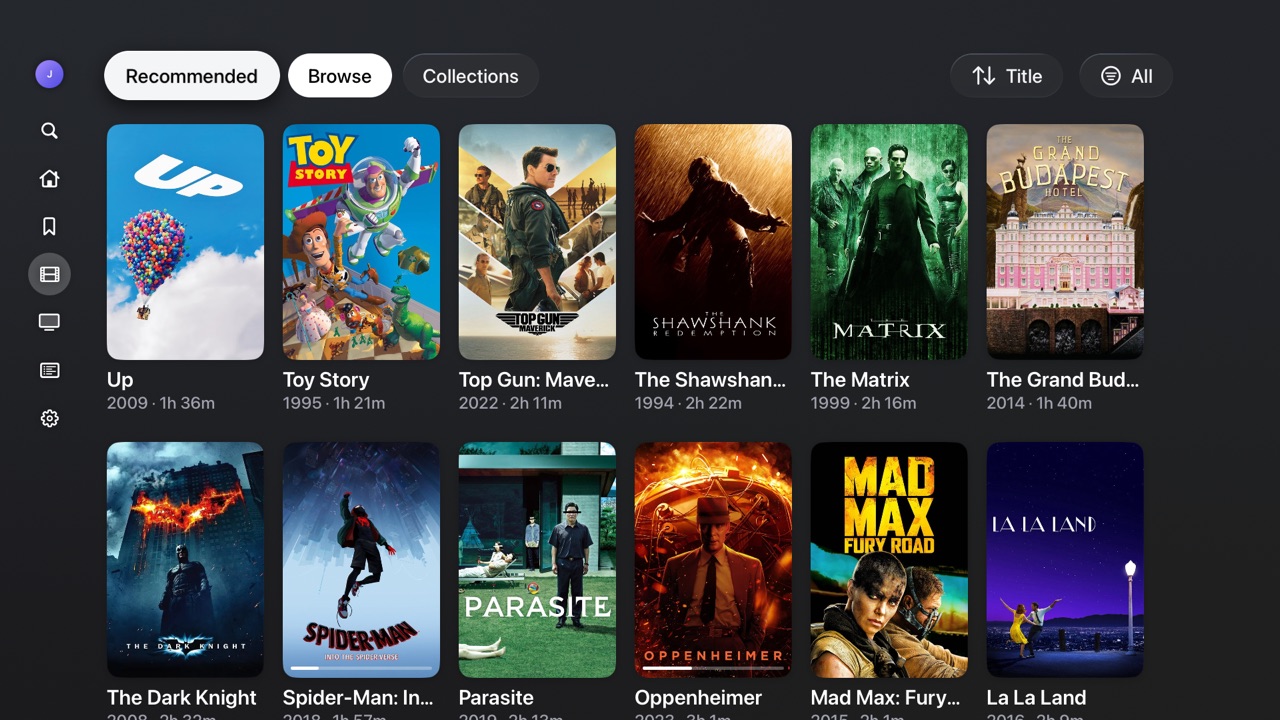 J
Recommended
Browse
Collections
Title
All
UP
TOY
STORY
TOP GUN
MAVERICK
THE
SHAWSHANK
REDEMPTION
THE
MATRIX
THE
GRAND
BUDAPEST
HOTEL
Up
Toy Story
Top Gun: Mave...
The Shawshan...
The Matrix
The Grand Bud...
2009 · 1h 36m
1995 · 1h 21m
2022 · 2h 11m
1994 · 2h 22m
1999 · 2h 16m
2014 · 1h 40m
THE DARK KNIGHT
SPIDER-MAN
INTO THE SPIDER-VERSE
PARASITE
OPPENHEIMER
MAD
MAX
FURY ROAD
LA LA LAND
The Dark Knight
Spider-Man: In...
Parasite
Oppenheimer
Mad Max: Fury...
La La Land